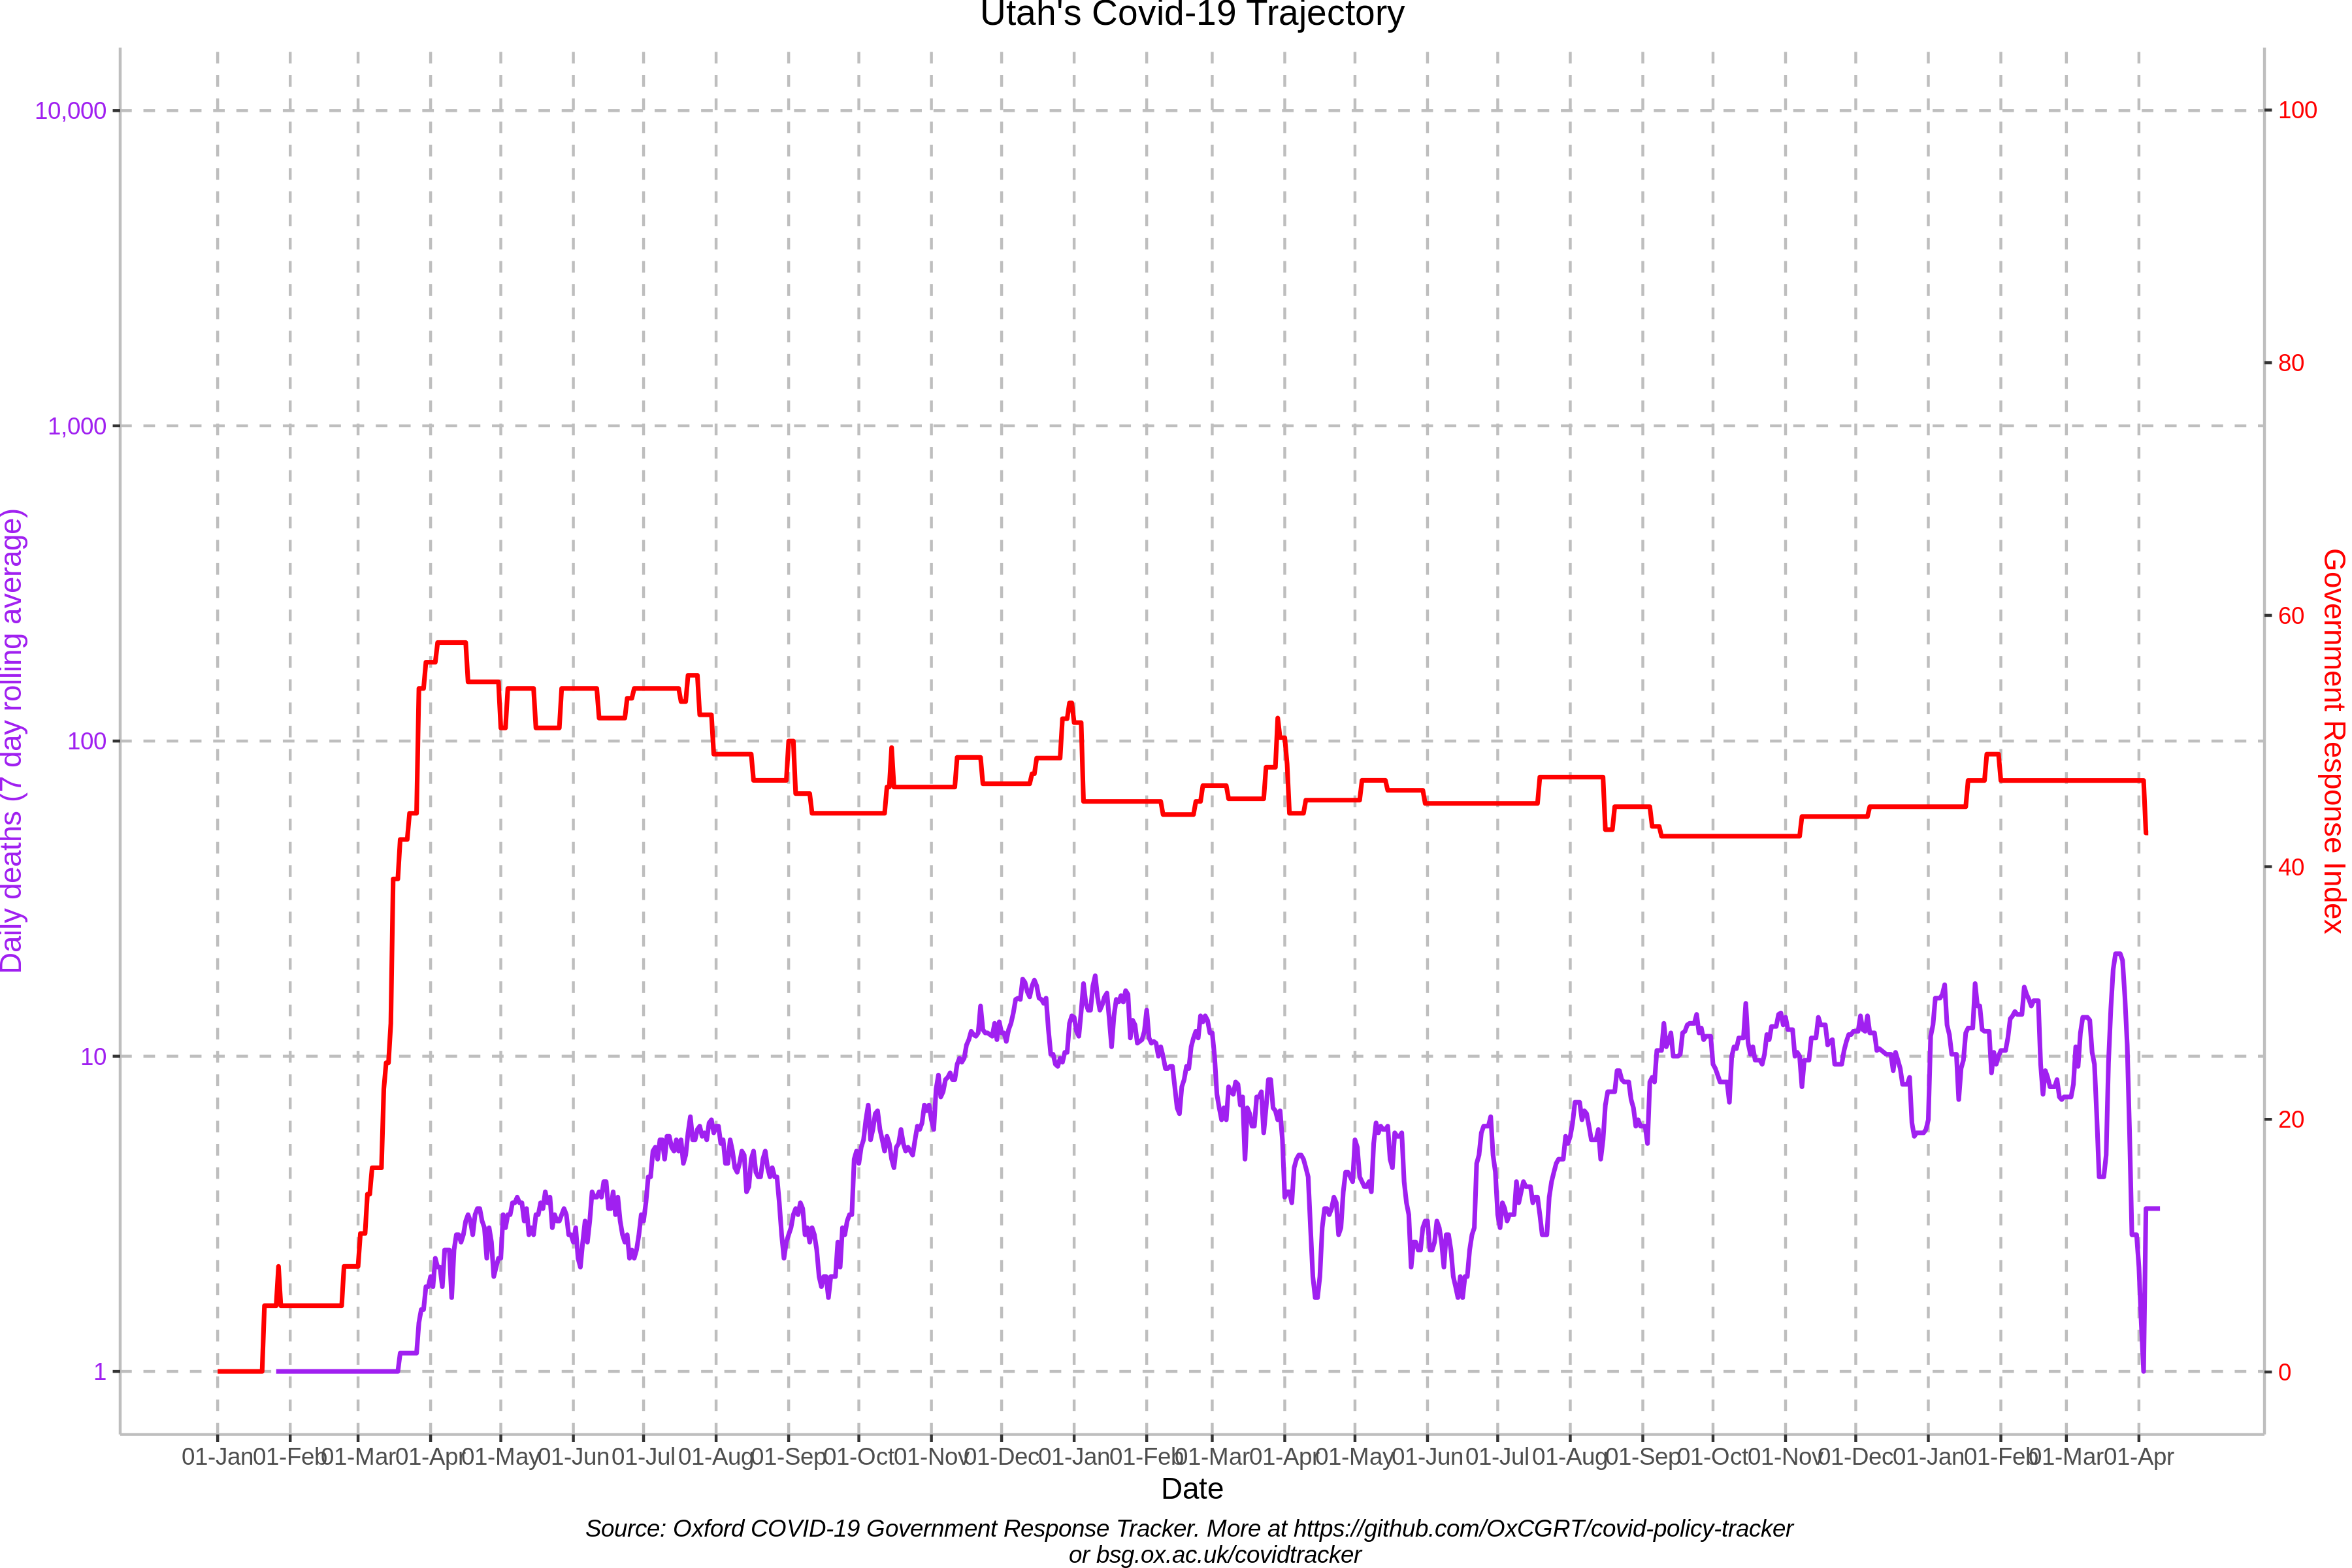 Utah's Covid-19 Trajectory
10,000
1,000
100
10
1
Daily deaths (7 day rolling average)
100
80
60
40
20
0
Government Response Index
01-Jan 01-Feb 01-Mar 01-Apr 01-May 01-Jun 01-Jul 01-Aug 01-Sep 01-Oct 01-Nov 01-Dec 01-Jan 01-Feb 01-Mar 01-Apr 01-May 01-Jun 01-Jul 01-Aug 01-Sep 01-Oct 01-Nov 01-Dec 01-Jan 01-Feb 01-Mar 01-Apr
Date
Source: Oxford COVID-19 Government Response Tracker. More at https://github.com/OxCGRT/covid-policy-tracker
or bsg.ox.ac.uk/covidtracker